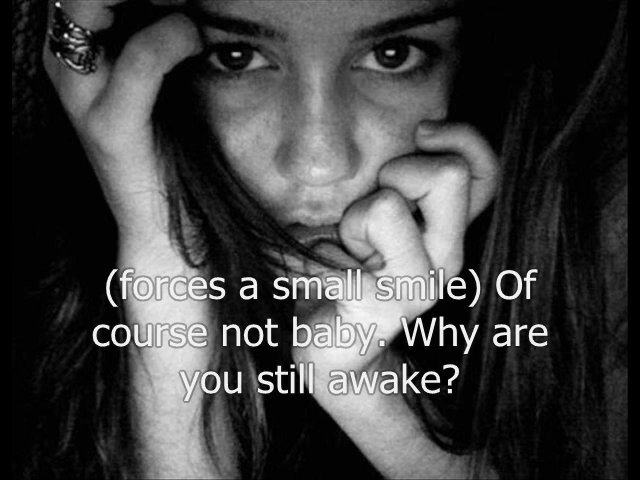 (forces a small smile) Of
course not baby. Why are
you still awake?